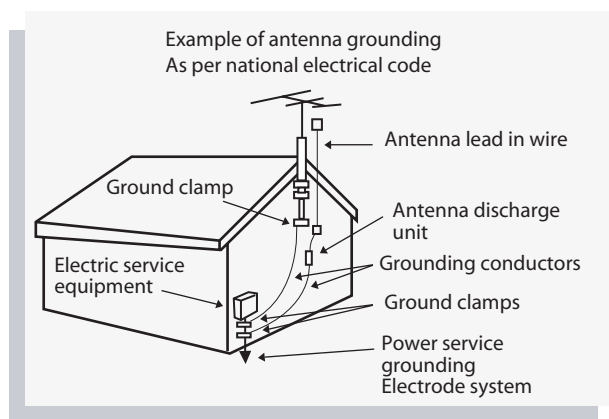 Example of antenna grounding
As per national electrical code
Antenna lead in wire
Ground clamp
Antenna discharge
unit
Electric service
equipment
Grounding conductors
Ground clamps
Power service
grounding
Electrode system